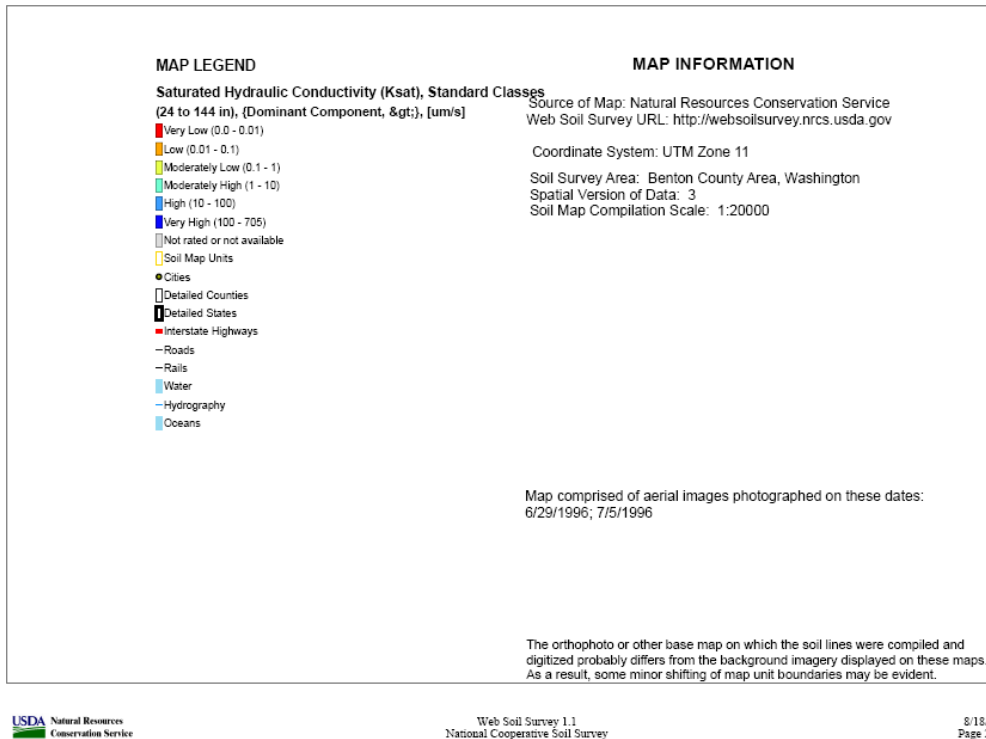 MAP LEGEND
Saturated Hydraulic Conductivity (Ksat), Standard Classes
(24 to 144 in), {Dominant Component, &gt;}, [um/s]
Very Low (0.0 - 0.01)
Low (0.01 - 0.1)
Moderately Low (0.1 - 1)
Moderately High (1 - 10)
High (10 - 100)
Very High (100 - 705)
Not rated or not available
Soil Map Units
Cities
Detailed Counties
Detailed States
Interstate Highways
Roads
Rails
Water
Hydrography
Oceans
MAP INFORMATION
Source of Map: Natural Resources Conservation Service
Web Soil Survey URL: http://websoilsurvey.nrcs.usda.gov
Coordinate System: UTM Zone 11
Soil Survey Area: Benton County Area, Washington
Spatial Version of Data: 3
Soil Map Compilation Scale: 1:20000
Map comprised of aerial images photographed on these dates:
6/29/1996; 7/5/1996
The orthophoto or other base map on which the soil lines were compiled and
digitized probably differs from the background imagery displayed on these maps.
As a result, some minor shifting of map unit boundaries may be evident.
USDA Natural Resources
Conservation Service
Web Soil Survey 1.1
National Cooperative Soil Survey
8/18
Page